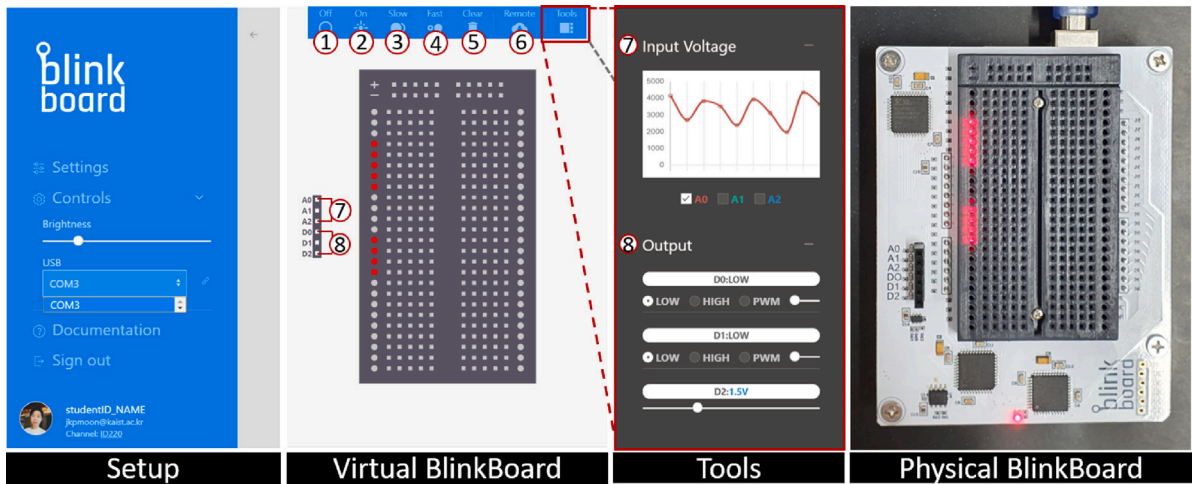 blink
board
←
Settings
Controls
Brightness
USB
COM3
COM3
Documentation
Sign out
studentID_NAME
jkpmoon@kaist.ac.kr
Channel: ID220
Setup
Off On Slow Fast Clear Remote Tools
1 2 3 4 5 6
+
−
A0
A1
A2
D0
D1
D2
7
8
Virtual BlinkBoard
7 Input Voltage −
5000
4000
3000
2000
1000
0
A0 A1 A2
8 Output −
D0:LOW
LOW HIGH PWM
D1:LOW
LOW HIGH PWM
D2:1.5V
Tools
A0
A1
A2
D0
D1
D2
blink
board
Physical BlinkBoard